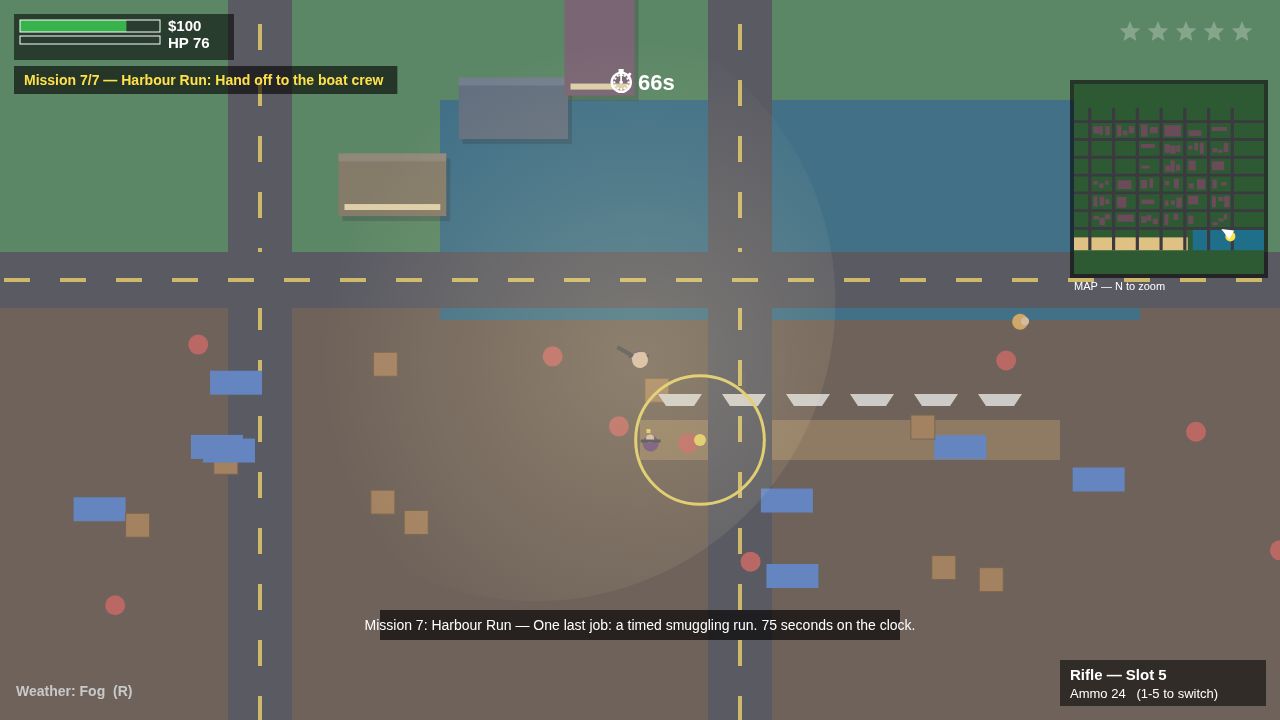 $100
HP 76
Mission 7/7 — Harbour Run: Hand off to the boat crew
66s
MAP — N to zoom
Mission 7: Harbour Run — One last job: a timed smuggling run. 75 seconds on the clock.
Weather: Fog  (R)
Rifle — Slot 5
Ammo 24   (1-5 to switch)